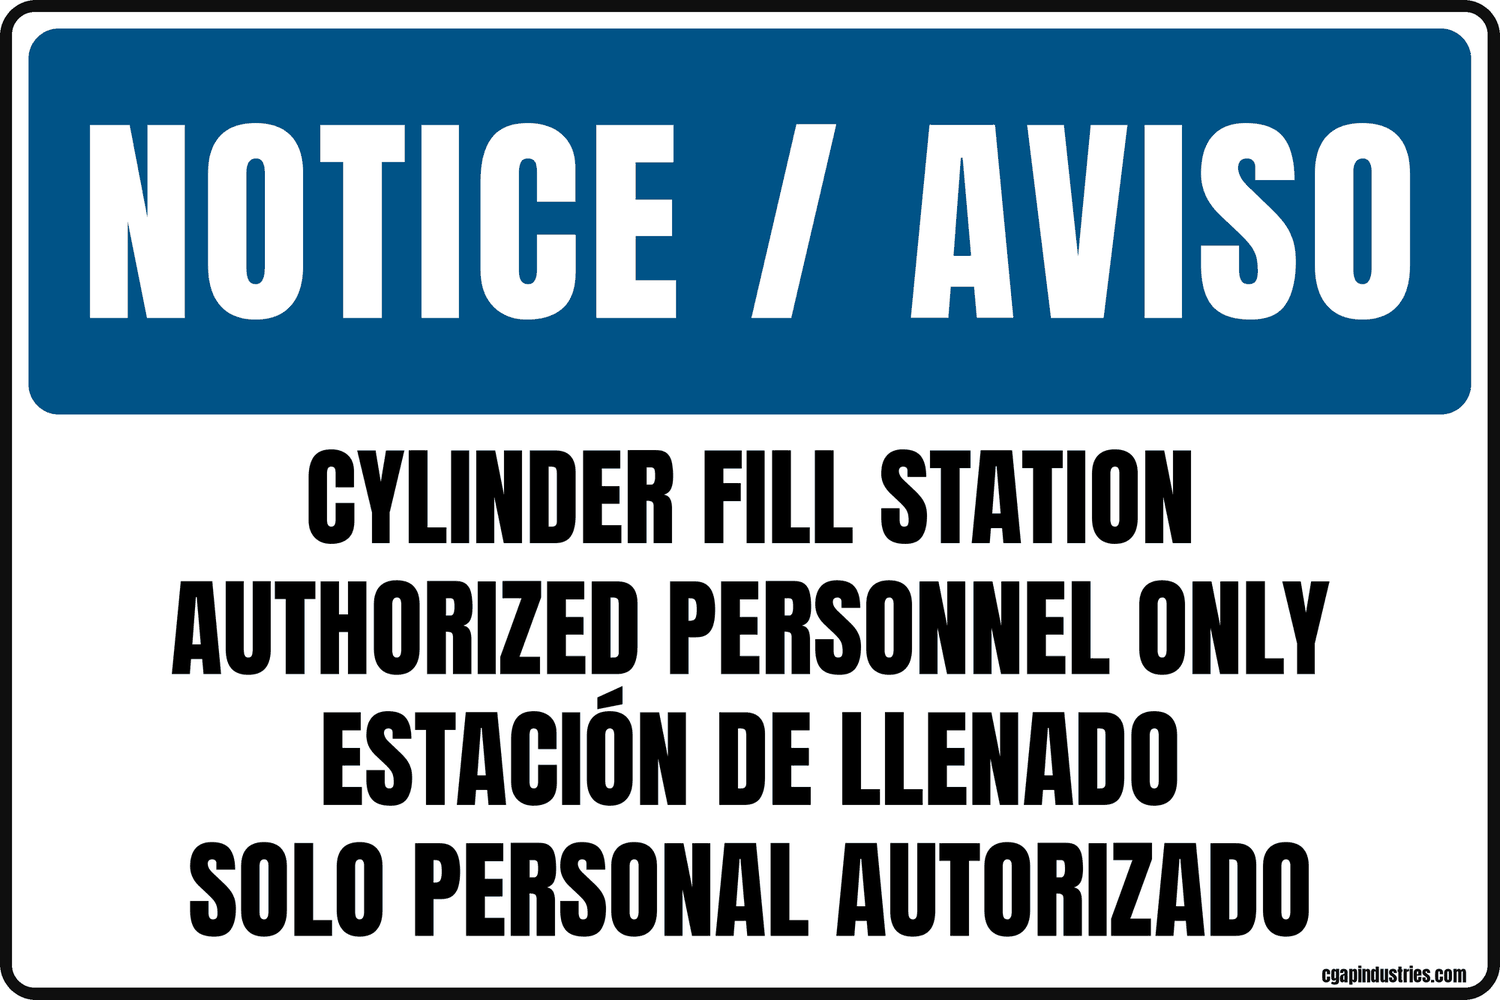 NOTICE / AVISO
CYLINDER FILL STATION
AUTHORIZED PERSONNEL ONLY
ESTACIÓN DE LLENADO
SOLO PERSONAL AUTORIZADO
cgapindustries.com